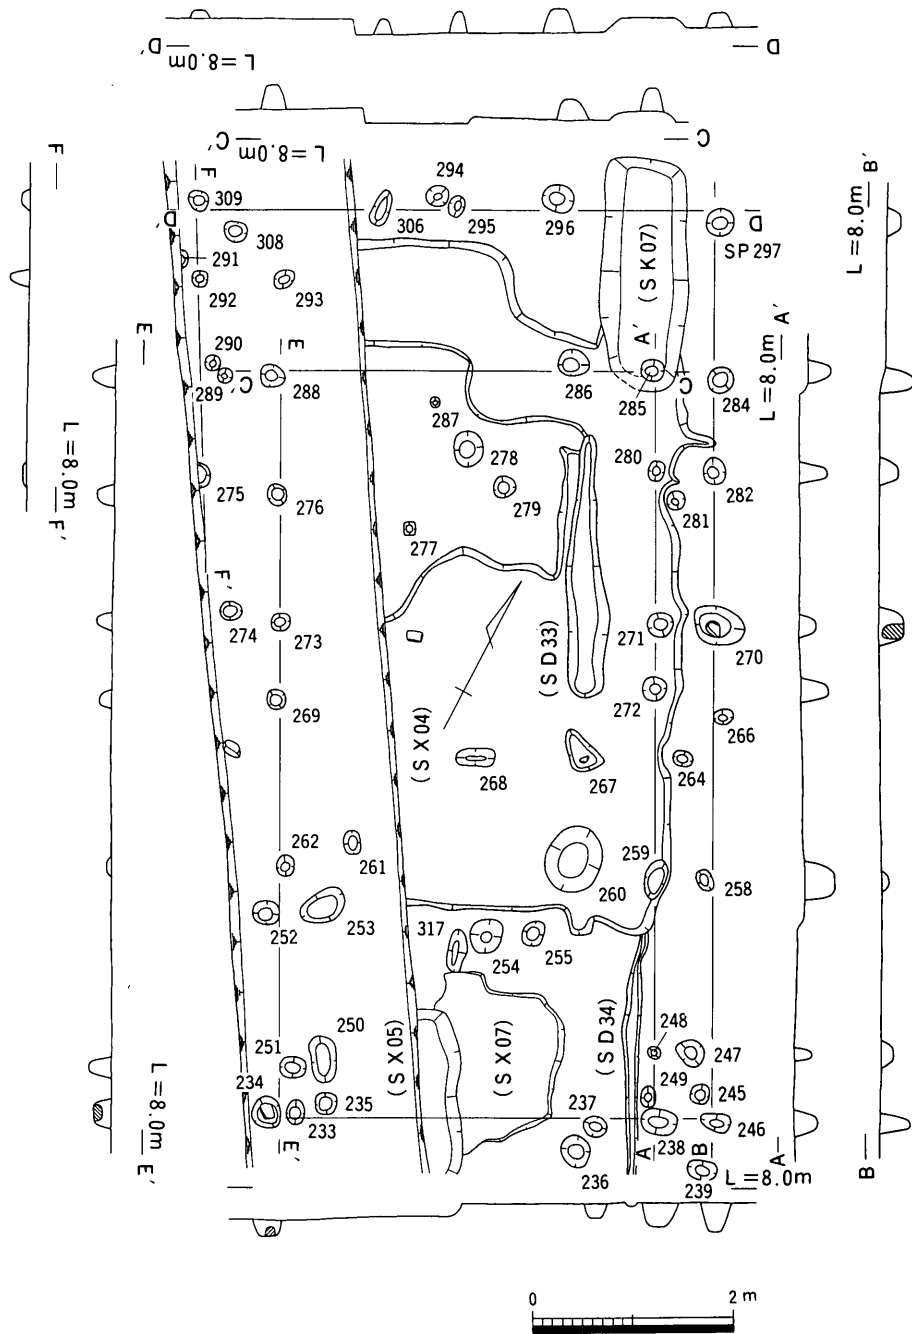 D'
L=8.0m
D
C'
L=8.0m
C
F
F
309
294
B'
L=8.0m
D'
308
306
295
296
(SK07)
D
SP 297
291
292
293
A'
L=8.0m
A'
E
E
290
289
C'
288
286
285
C
284
287
278
280
L=8.0m
275
276
279
282
281
F'
277
F'
274
273
(SD33)
271
270
269
272
266
(SX04)
268
267
264
262
261
259
260
258
252
253
317
254
255
250
(SX05)
(SX07)
(SD34)
248
247
251
234
249
245
235
237
L=8.0m
233
238
246
E'
E'
236
A
B
239
L=8.0m
A
B
0
2 m